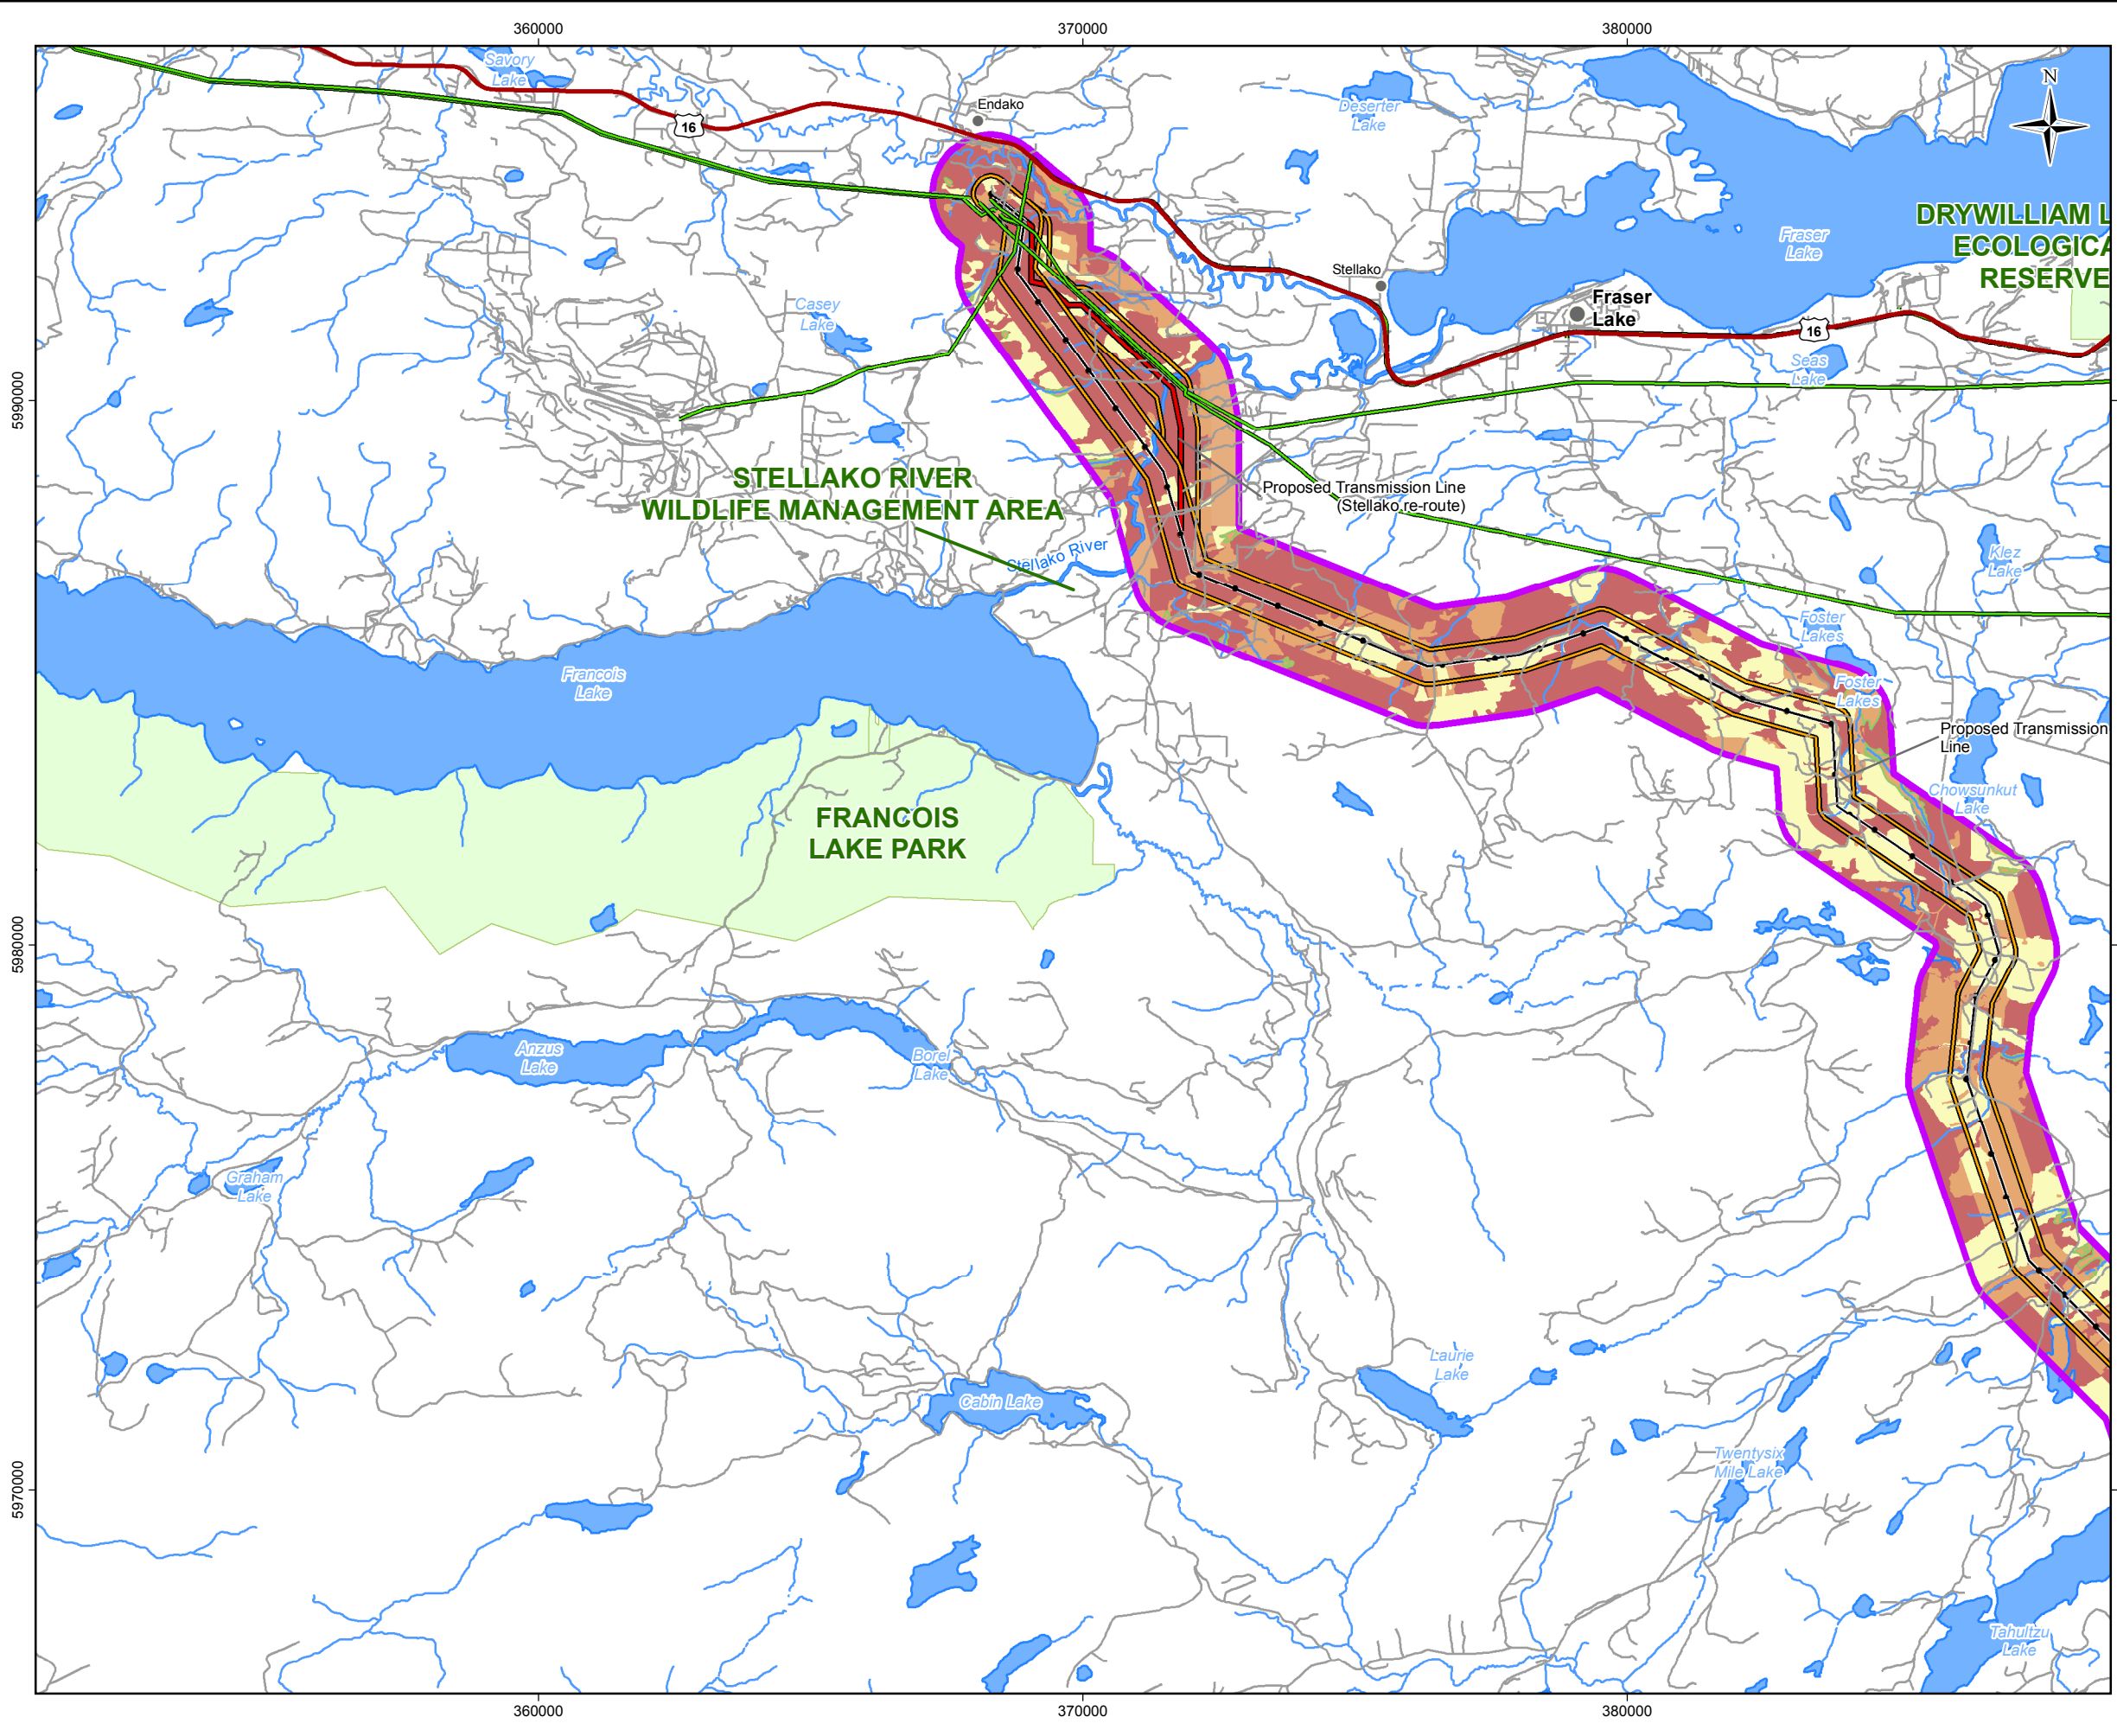 360000
370000
380000
Savory
Lake
N
Endako
Deserter
Lake
16
DRYWILLIAM L
ECOLOGICA
RESERVE
Fraser
Lake
Stellako
Fraser
Lake
Casey
Lake
16
Seas
Lake
5990000
STELLAKO RIVER
WILDLIFE MANAGEMENT AREA
Proposed Transmission Line
(Stellako re-route)
Stellako River
Klez
Lake
Foster
Lakes
Francois
Lake
Foster
Lakes
Proposed Transmission
Line
Chowsunkut
Lake
FRANCOIS
LAKE PARK
5980000
Anzus
Lake
Borel
Lake
Graham
Lake
Laurie
Lake
Cabin Lake
Twentysix
Mile Lake
5970000
Tahultzu
Lake
360000
370000
380000